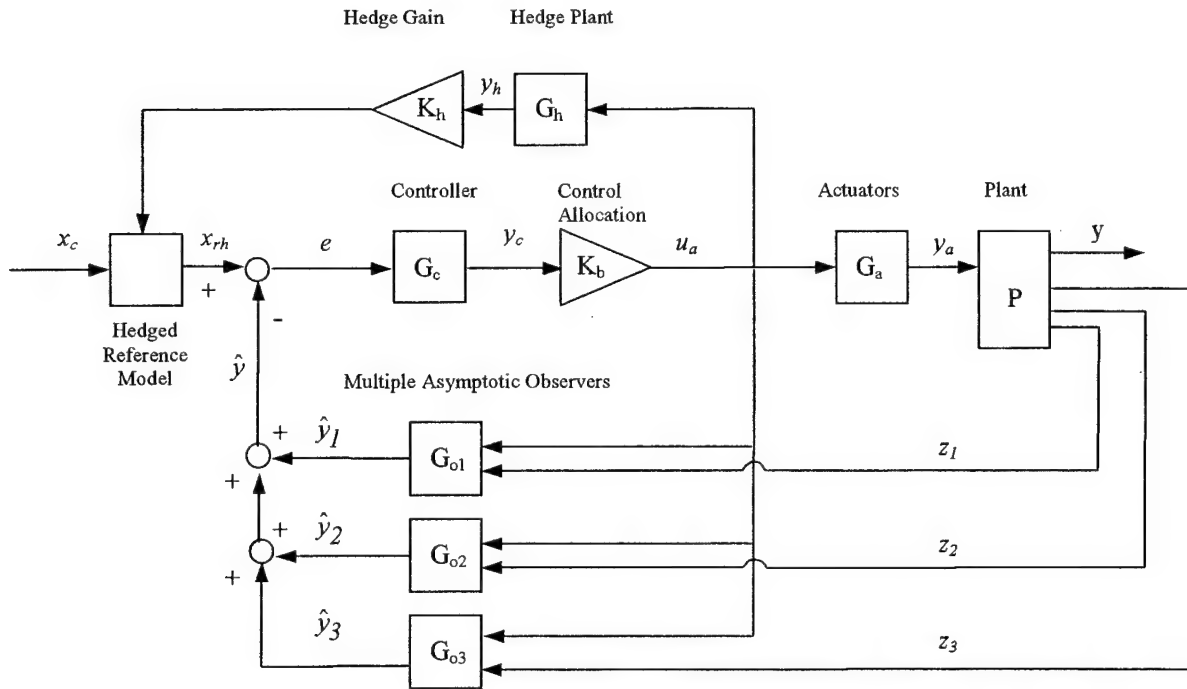 Hedge Gain
Hedge Plant
K_h
y_h
G_h
Controller
Control
Allocation
Actuators
Plant
x_c
x_rh
+
e
G_c
y_c
K_b
u_a
G_a
y_a
P
y
-
Hedged
Reference
Model
ŷ
Multiple Asymptotic Observers
+
ŷ_1
G_o1
z_1
+
+
ŷ_2
G_o2
z_2
+
ŷ_3
G_o3
z_3